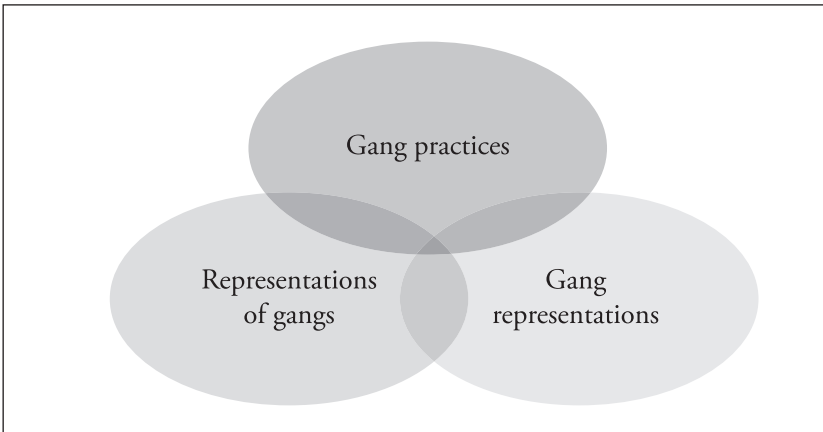 Gang practices
Representations
of gangs
Gang
representations